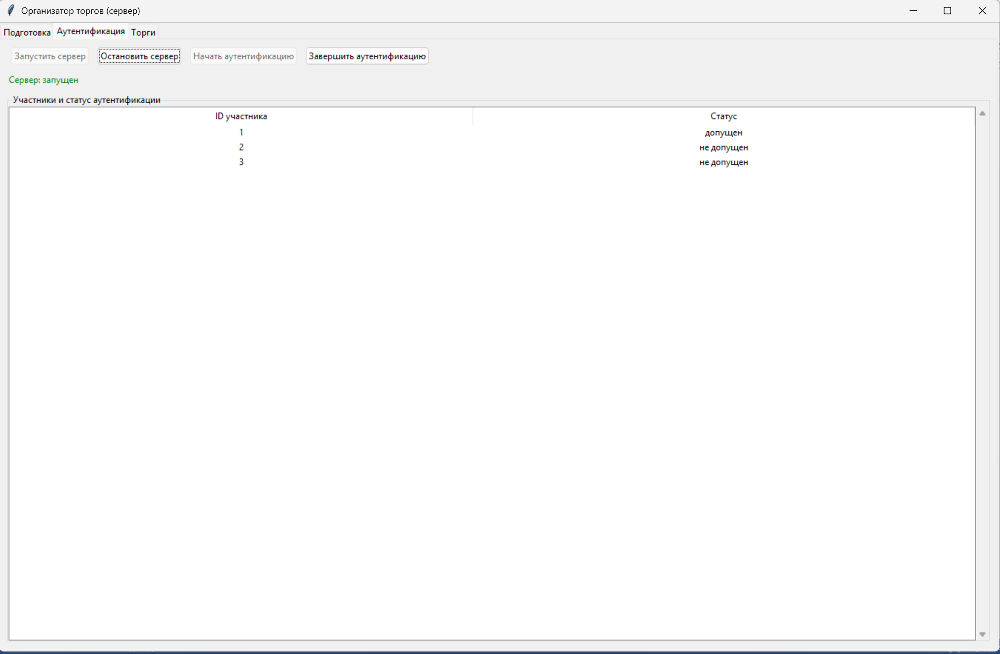 Организатор торгов (сервер)
Подготовка Аутентификация Торги
Запустить сервер Остановить сервер Начать аутентификацию Завершить аутентификацию
Сервер: запущен
Участники и статус аутентификации
ID участника Статус
1 допущен
2 не допущен
3 не допущен